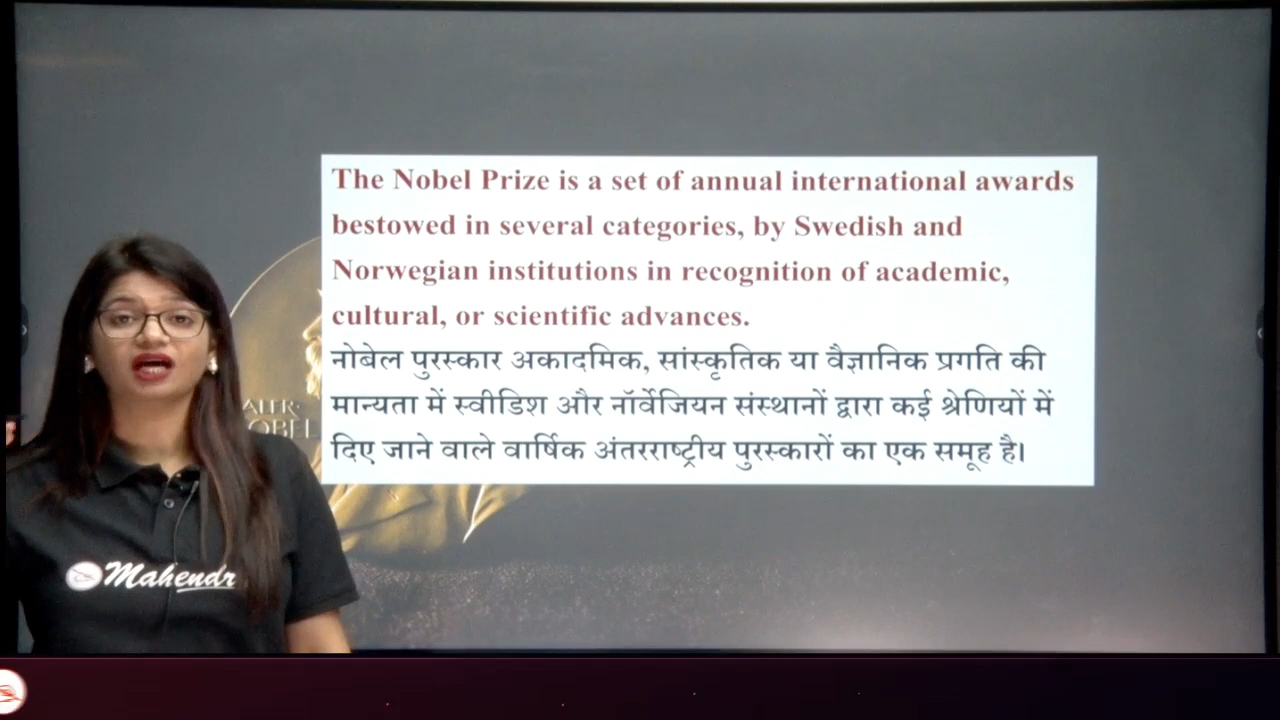 The Nobel Prize is a set of annual international awards
bestowed in several categories, by Swedish and
Norwegian institutions in recognition of academic,
cultural, or scientific advances.
नोबेल पुरस्कार अकादमिक, सांस्कृतिक या वैज्ञानिक प्रगति की
मान्यता में स्वीडिश और नॉर्वेजियन संस्थानों द्वारा कई श्रेणियों में
दिए जाने वाले वार्षिक अंतरराष्ट्रीय पुरस्कारों का एक समूह है।
ALFR·
OBEL
Mahendr